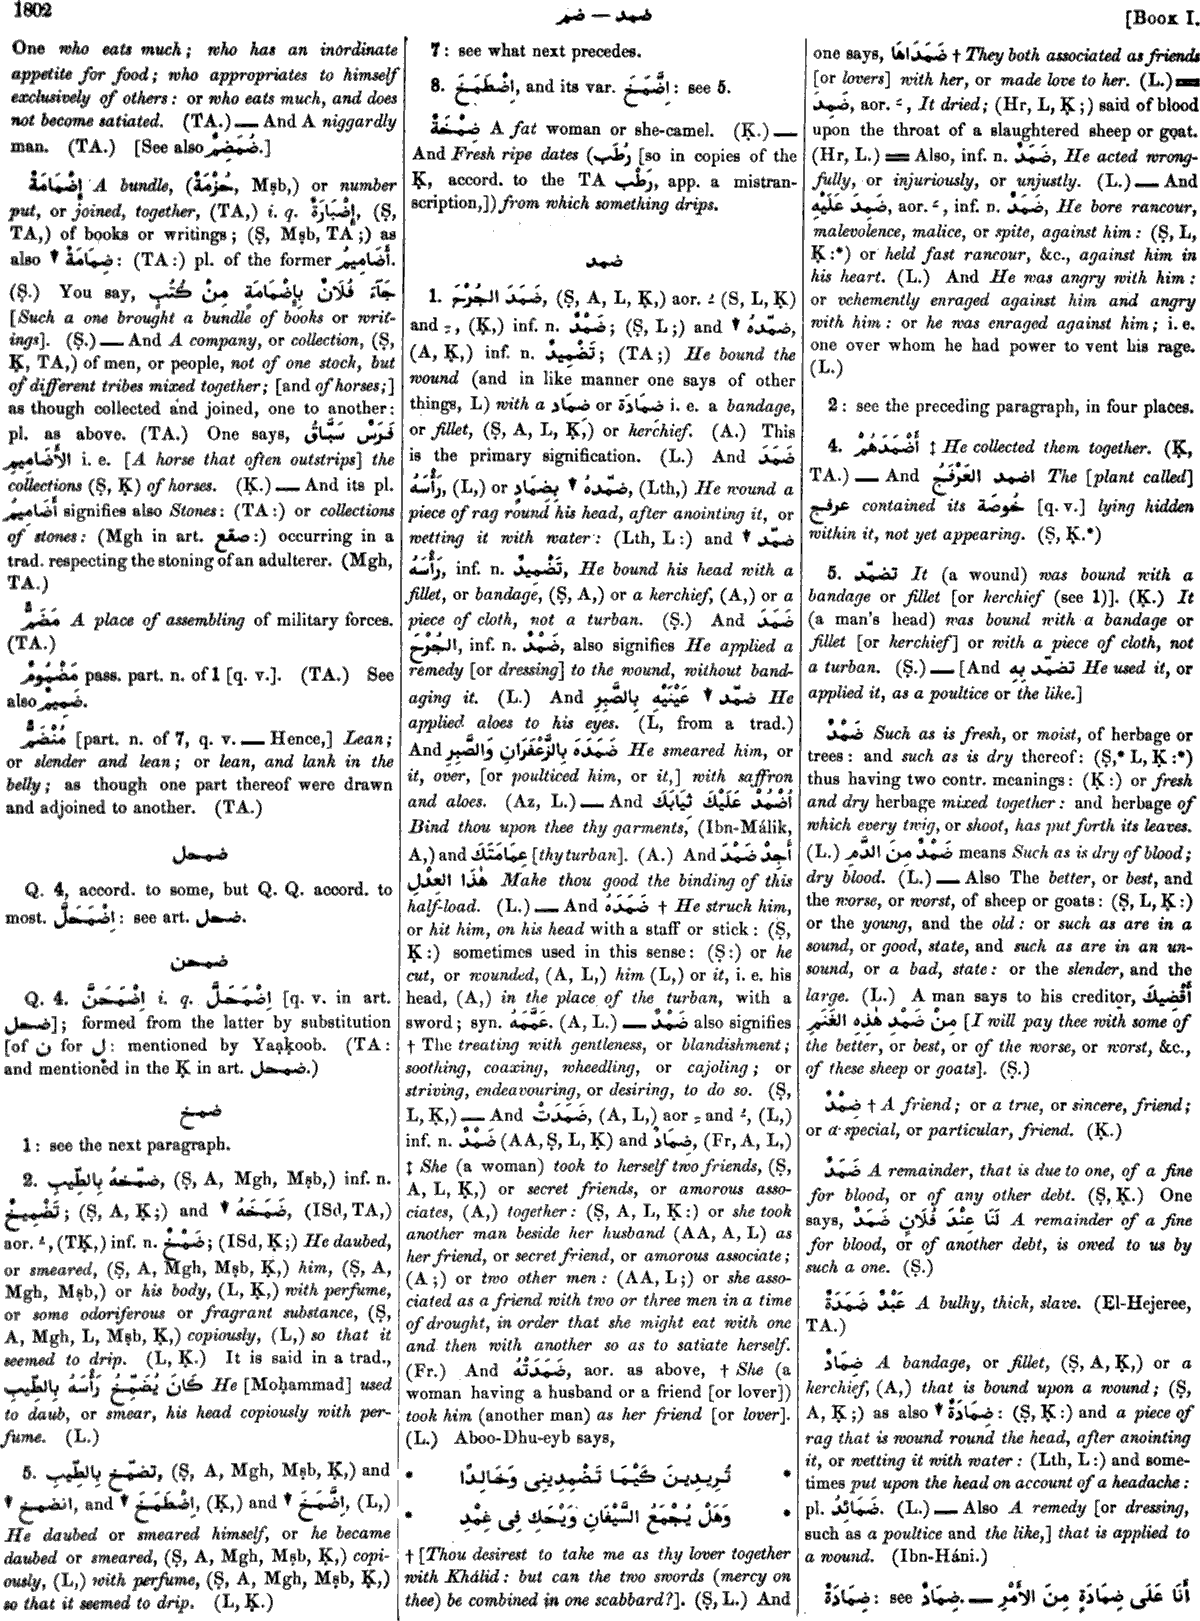 1802
ضمد — ضم
[Book I.
One who eats much; who has an inordinate
appetite for food; who appropriates to himself
exclusively of others: or who eats much, and does
not become satiated. (TA.) — And A niggardly
man. (TA.) [See also ضُمَضِمٌ.]
إِضْمَامَةٌ A bundle, (حُزْمَةٌ, Mṣb,) or number
put, or joined, together, (TA,) i. q. إِضْبَارَةٌ, (Ṣ,
TA,) of books or writings; (Ṣ, Mṣb, TA;) as
also ▼ ضِمَامَةٌ: (TA:) pl. of the former أَضَامِيمُ.
(Ṣ.) You say, جَآءَ فُلَانٌ بِإِضْمَامَةٍ مِنْ كُتُبٍ
[Such a one brought a bundle of books or writ-
ings]. (Ṣ.) — And A company, or collection, (Ṣ,
Ḳ, TA,) of men, or people, not of one stock, but
of different tribes mixed together; [and of horses;]
as though collected and joined, one to another:
pl. as above. (TA.) One says, فَرَسٌ سَبَّاقُ
الأَضَامِيمِ i. e. [A horse that often outstrips] the
collections (Ṣ, Ḳ) of horses. (Ḳ.) — And its pl.
أَضَامِيمُ signifies also Stones: (TA:) or collections
of stones: (Mgh in art. صقع:) occurring in a
trad. respecting the stoning of an adulterer. (Mgh,
TA.)
مَضَمٌّ A place of assembling of military forces.
(TA.)
مَضْمُومٌ pass. part. n. of 1 [q. v.]. (TA.) See
also ضَمِيمٌ.
مُنْضَمٌّ [part. n. of 7, q. v. — Hence,] Lean;
or slender and lean; or lean, and lank in the
belly; as though one part thereof were drawn
and adjoined to another. (TA.)
ضمحل
Q. 4, accord. to some, but Q. Q. accord. to
most. اِضْمَحَلَّ: see art. ضحل.
ضمحن
Q. 4. اِضْمَحَنَّ i. q. اِضْمَحَلَّ [q. v. in art.
ضحل]; formed from the latter by substitution
[of ن for ل: mentioned by Yaạḳoob. (TA:
and mentioned in the Ḳ in art. ضمحل.)
ضمخ
1: see the next paragraph.
2. ضمّخهُ بِالطِّيبِ, (Ṣ, A, Mgh, Mṣb,) inf. n.
تَضْمِيخٌ; (Ṣ, A, Ḳ;) and ▼ ضَمَخَهُ, (ISd, TA,)
aor. ـَ, (TḲ,) inf. n. ضَمْخٌ; (ISd, Ḳ;) He daubed,
or smeared, (Ṣ, A, Mgh, Mṣb, Ḳ,) him, (Ṣ, A,
Mgh, Mṣb,) or his body, (L, Ḳ,) with perfume,
or some odoriferous or fragrant substance, (Ṣ,
A, Mgh, L, Mṣb, Ḳ,) copiously, (L,) so that it
seemed to drip. (L, Ḳ.) It is said in a trad.,
كَانَ يُضَمِّخُ رَأْسَهُ بِالطِّيبِ He [Moḥammad] used
to daub, or smear, his head copiously with per-
fume. (L.)
5. تضمّخ بِالطِّيبِ, (Ṣ, A, Mgh, Mṣb, Ḳ,) and
▼ انضمخ, and ▼ اِضْطَمَخَ, (Ḳ,) and ▼ اِضَّمَخَ, (L,)
He daubed or smeared himself, or he became
daubed or smeared, (Ṣ, A, Mgh, Mṣb, Ḳ,) copi-
ously, (L,) with perfume, (Ṣ, A, Mgh, Mṣb, Ḳ,)
so that it seemed to drip. (L, Ḳ.)
7: see what next precedes.
8. اِضْطَمَخَ, and its var. اِضَّمَخَ: see 5.
ضَمْخَةٌ A fat woman or she-camel. (Ḳ.) —
And Fresh ripe dates (رُطَب [so in copies of the
Ḳ, accord. to the TA رَطْب, app. a mistran-
scription,]) from which something drips.
ضمد
1. ضَمَدَ الجُرْحَ, (Ṣ, A, L, Ḳ,) aor. ـُ (S, L, Ḳ)
and ـِ, (Ḳ,) inf. n. ضَمْدٌ; (Ṣ, L;) and ▼ ضمّدهُ,
(A, Ḳ,) inf. n. تَضْمِيدٌ; (TA;) He bound the
wound (and in like manner one says of other
things, L) with a ضِمَاد or ضِمَادَة i. e. a bandage,
or fillet, (Ṣ, A, L, Ḳ,) or kerchief. (A.) This
is the primary signification. (L.) And ضَمَدَ
رَأْسَهُ, (L,) or ▼ ضمّدهُ بِضِمَادٍ, (Lth,) He wound a
piece of rag round his head, after anointing it, or
wetting it with water: (Lth, L:) and ▼ ضمّد
رَأْسَهُ, inf. n. تَضْمِيدٌ, He bound his head with a
fillet, or bandage, (Ṣ, A,) or a kerchief, (A,) or a
piece of cloth, not a turban. (Ṣ.) And ضَمَدَ
الجُرْحَ, inf. n. ضَمْدٌ, also signifies He applied a
remedy [or dressing] to the wound, without band-
aging it. (L.) And ▼ ضمّد عَيْنَيْهِ بِالصَّبِرِ He
applied aloes to his eyes. (L, from a trad.)
And ضَمَدَهَ بِالزَّعْفَرَانِ وَالصَّبِرِ He smeared him, or
it, over, [or poulticed him, or it,] with saffron
and aloes. (Az, L.) — And اُضْمُدْ عَلَيْكَ ثِيَابَكَ
Bind thou upon thee thy garments, (Ibn-Málik,
A,) and عِمَامَتَكَ [thy turban]. (A.) And أَجِدْ ضَمْدَ
هٰذَا العِدْلِ Make thou good the binding of this
half-load. (L.) — And ضَمَدَهُ † He struck him,
or hit him, on his head with a staff or stick: (Ṣ,
Ḳ:) sometimes used in this sense: (Ṣ:) or he
cut, or wounded, (A, L,) him (L,) or it, i. e. his
head, (A,) in the place of the turban, with a
sword; syn. عَمَّمَهُ. (A, L.) — ضَمْدٌ also signifies
† The treating with gentleness, or blandishment;
soothing, coaxing, wheedling, or cajoling; or
striving, endeavouring, or desiring, to do so. (Ṣ,
L, Ḳ,) — And ضَمَدَتْ, (A, L,) aor ـِ and ـُ, (L,)
inf. n. ضَمْدٌ (AA, Ṣ, L, Ḳ) and ضِمَادٌ, (Fr, A, L,)
‡ She (a woman) took to herself two friends, (Ṣ,
A, L, Ḳ,) or secret friends, or amorous asso-
ciates, (A,) together: (Ṣ, A, L, Ḳ:) or she took
another man beside her husband (AA, A, L) as
her friend, or secret friend, or amorous associate;
(A;) or two other men: (AA, L;) or she asso-
ciated as a friend with two or three men in a time
of drought, in order that she might eat with one
and then with another so as to satiate herself.
(Fr.) And ضَمَدَتْهُ, aor. as above, † She (a
woman having a husband or a friend [or lover])
took him (another man) as her friend [or lover].
(L.) Aboo-Dhu-eyb says,
* تُرِيدِينَ كَيْمَا تَضْمِدِينِى وَخَالِدًا *
* وَهَلْ يُجْمَعُ السَّيْفَانِ وَيْحَكِ فِى غِمْدِ *
† [Thou desirest to take me as thy lover together
with Khálid: but can the two swords (mercy on
thee) be combined in one scabbard?]. (Ṣ, L.) And
one says, ضَمَدَاهَا † They both associated as friends
[or lovers] with her, or made love to her. (L.) ═
ضَمِدَ, aor. ـَ, It dried; (Hr, L, Ḳ;) said of blood
upon the throat of a slaughtered sheep or goat.
(Hr, L.) ═ Also, inf. n. ضَمَدٌ, He acted wrong-
fully, or injuriously, or unjustly. (L.) — And
ضَمِدَ عَلَيْهِ, aor. ـَ, inf. n. ضَمَدٌ, He bore rancour,
malevolence, malice, or spite, against him: (Ṣ, L,
Ḳ:*) or held fast rancour, &c., against him in
his heart. (L.) And He was angry with him:
or vehemently enraged against him and angry
with him: or he was enraged against him; i. e.
one over whom he had power to vent his rage.
(L.)
2: see the preceding paragraph, in four places.
4. أَضْمَدَهُمْ ‡ He collected them together. (Ḳ,
TA.) — And اضمد العَرْفَجُ The [plant called]
عرفج contained its خُوصَة [q. v.] lying hidden
within it, not yet appearing. (Ṣ, Ḳ.*)
5. تضمّد It (a wound) was bound with a
bandage or fillet [or kerchief (see 1)]. (Ḳ.) It
(a man's head) was bound with a bandage or
fillet [or kerchief] or with a piece of cloth, not
a turban. (Ṣ.) — [And تضمّد بِهِ He used it, or
applied it, as a poultice or the like.]
ضَمْدٌ Such as is fresh, or moist, of herbage or
trees: and such as is dry thereof: (Ṣ,* L, Ḳ:*)
thus having two contr. meanings: (Ḳ:) or fresh
and dry herbage mixed together: and herbage of
which every twig, or shoot, has put forth its leaves.
(L.) ضَمْدٌ مِنَ الدَّمِ means Such as is dry of blood;
dry blood. (L.) — Also The better, or best, and
the worse, or worst, of sheep or goats: (Ṣ, L, Ḳ:)
or the young, and the old: or such as are in a
sound, or good, state, and such as are in an un-
sound, or a bad, state: or the slender, and the
large. (L.) A man says to his creditor, أَقْضِيكَ
مِنْ ضَمْدِ هٰذِهِ الغَنَمِ [I will pay thee with some of
the better, or best, or of the worse, or worst, &c.,
of these sheep or goats]. (Ṣ.)
ضِمْدٌ † A friend; or a true, or sincere, friend;
or a special, or particular, friend. (Ḳ.)
ضَمَدٌ A remainder, that is due to one, of a fine
for blood, or of any other debt. (Ṣ, Ḳ.) One
says, لَنَا عِنْدَ فُلَانٍ ضَمَدٌ A remainder of a fine
for blood, or of another debt, is owed to us by
such a one. (Ṣ.)
عَبْدٌ ضَمَدَةٌ A bulky, thick, slave. (El-Hejeree,
TA.)
ضِمَادٌ A bandage, or fillet, (Ṣ, A, Ḳ,) or a
kerchief, (A,) that is bound upon a wound; (Ṣ,
A, Ḳ;) as also ▼ ضِمَادَةٌ: (Ṣ, Ḳ:) and a piece of
rag that is wound round the head, after anointing
it, or wetting it with water: (Lth, L:) and some-
times put upon the head on account of a headache:
pl. ضَمَائِدُ. (L.) — Also A remedy [or dressing,
such as a poultice and the like,] that is applied to
a wound. (Ibn-Háni.)
ضِمَادَةٌ: see ضِمَادٌ. — أَنَا عَلَى ضِمَادَةٍ مِنَ الأَمْرِ